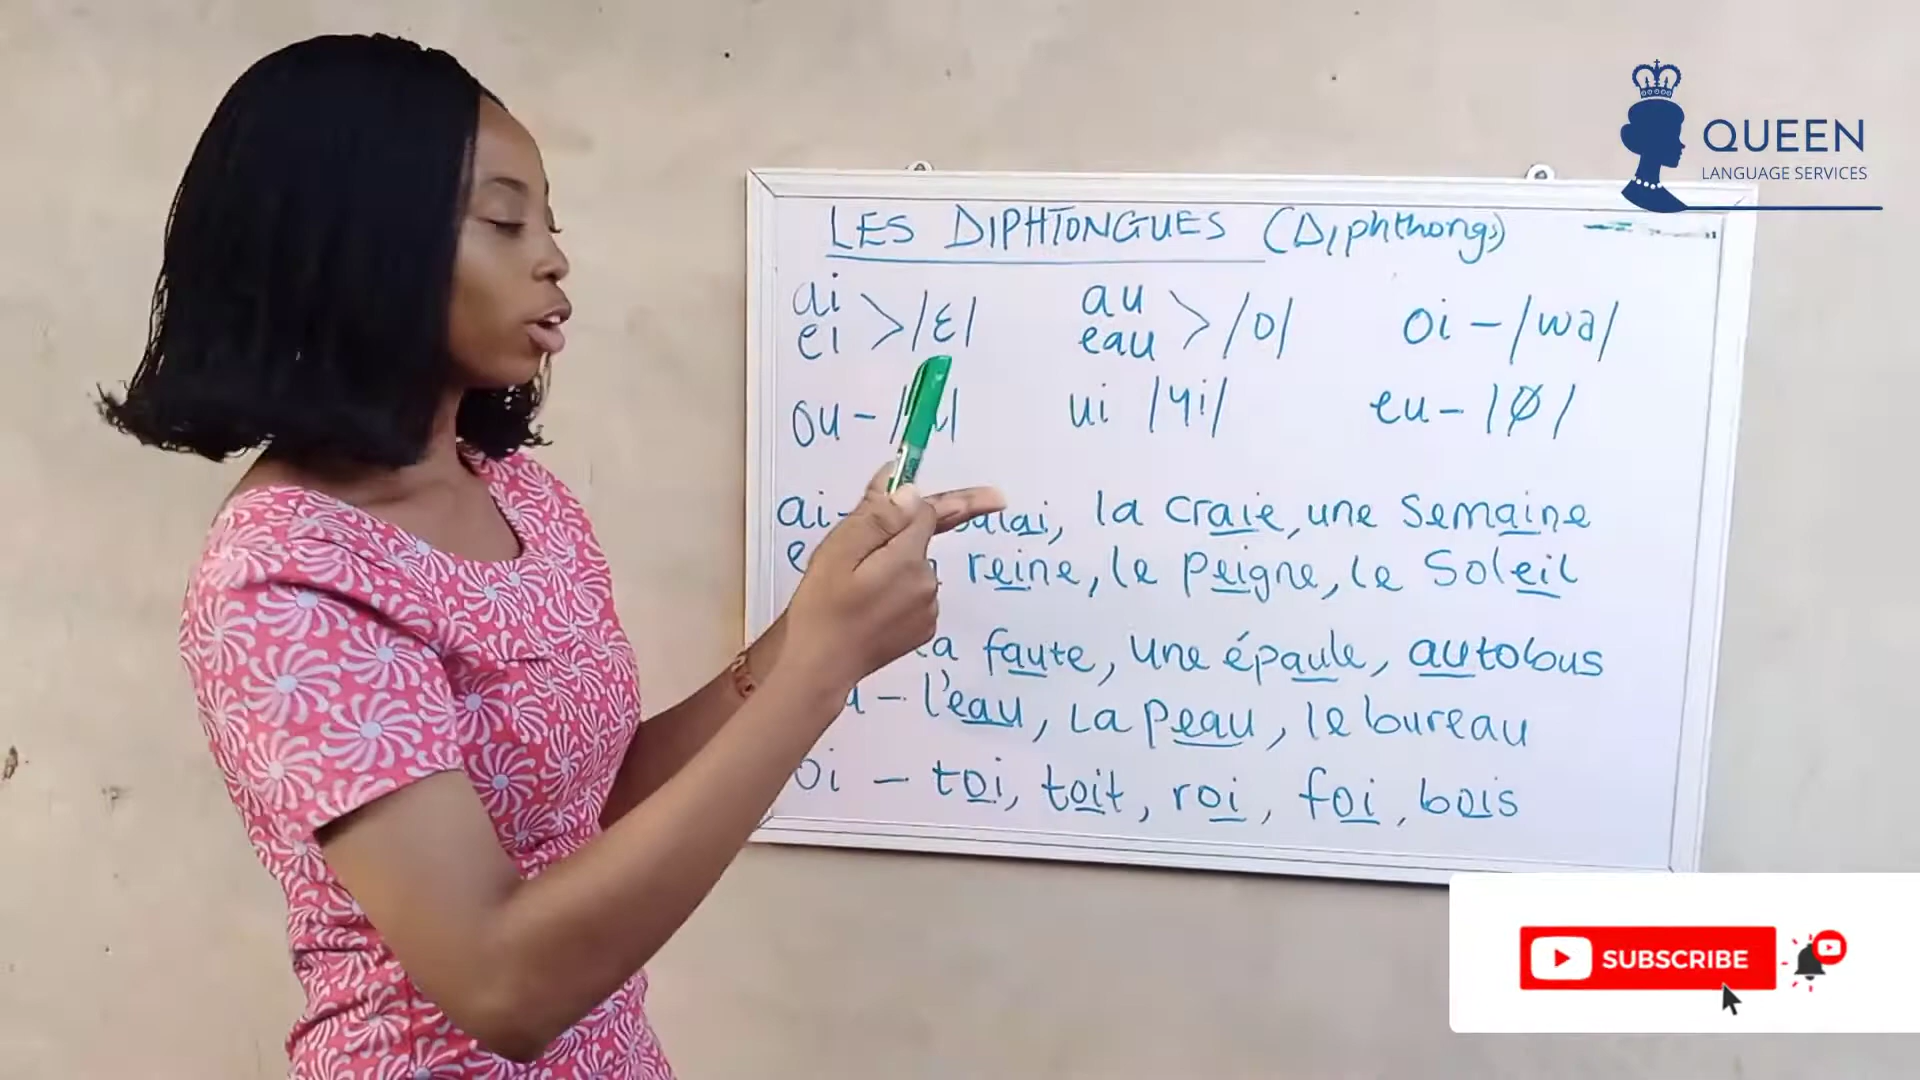 QUEEN
LANGUAGE SERVICES
LES DIPHTONGUES (Diphthongs)
ai
ei > /ɛ/
au
eau > /o/
oi - /wa/
ou -
ui /ɥi/
eu - /ø/
ai - la craie, une semaine
reine, le peigne, le soleil
la faute, une épaule, autobus
- l'eau, la peau, le bureau
oi - toi, toit, roi, foi, bois
SUBSCRIBE